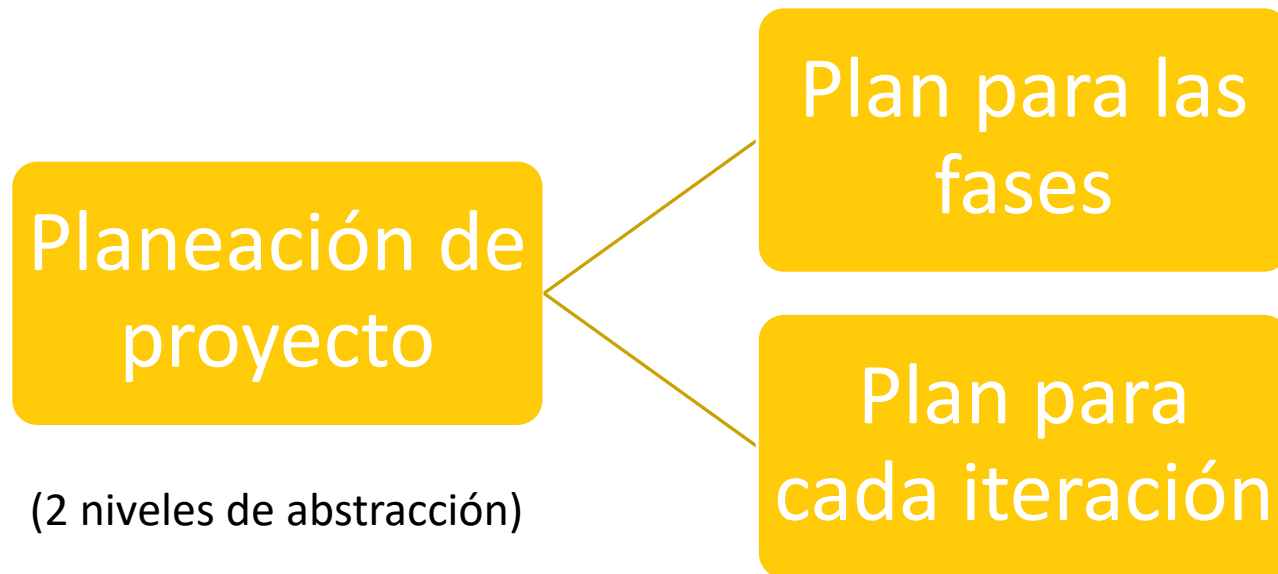 Planeación de
proyecto
(2 niveles de abstracción)
Plan para las
fases
Plan para
cada iteración